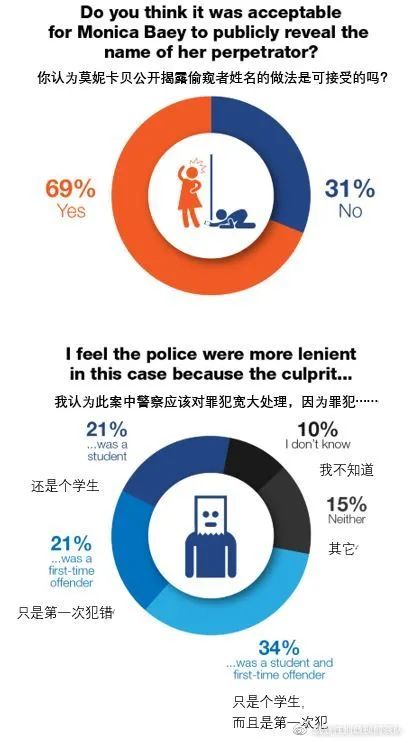 Do you think it was acceptable
for Monica Baey to publicly reveal the
name of her perpetrator?
你认为莫妮卡贝公开揭露偷窥者姓名的做法是可接受的吗?
69%
Yes
31%
No
I feel the police were more lenient
in this case because the culprit...
我认为此案中警察应该对罪犯宽大处理，因为罪犯……
21%
...was a
student
还是个学生
10%
I don't know
我不知道
15%
Neither
其它
21%
...was a
first-time
offender
只是第一次犯错
34%
...was a student and
first-time offender
只是个学生，
而且是第一次犯